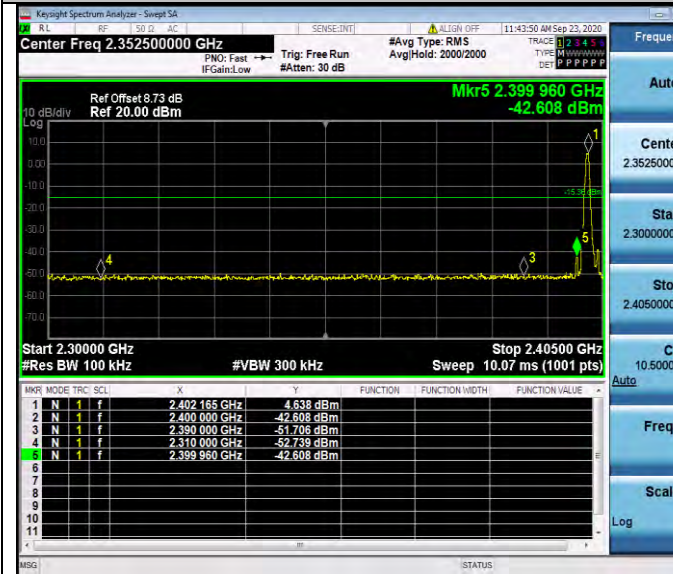 Keysight Spectrum Analyzer - Swept SA
RL RF 50 Ω AC SENSE:INT ALIGN OFF 11:43:50 AM Sep 23, 2020
Center Freq 2.352500000 GHz
PNO: Fast
IFGain:Low
Trig: Free Run
#Atten: 30 dB
#Avg Type: RMS
Avg|Hold: 2000/2000
TRACE 1 2 3 4 5 6
TYPE M W W W W W
DET P P P P P P
Mkr5 2.399 960 GHz
-42.608 dBm
Ref Offset 8.73 dB
Ref 20.00 dBm
10 dB/div
Log
10.0
0.00
-10.0
-20.0
-30.0
-40.0
-50.0
-60.0
-70.0
1
5
3
4
Start 2.30000 GHz Stop 2.40500 GHz
#Res BW 100 kHz #VBW 300 kHz Sweep 10.07 ms (1001 pts)
MKR MODE TRC SCL X Y FUNCTION FUNCTION WIDTH FUNCTION VALUE
1 N 1 f 2.402 165 GHz 4.638 dBm
2 N 1 f 2.400 000 GHz -42.608 dBm
3 N 1 f 2.390 000 GHz -51.706 dBm
4 N 1 f 2.310 000 GHz -52.739 dBm
5 N 1 f 2.399 960 GHz -42.608 dBm
6
7
8
9
10
11
MSG STATUS
Frequen
Aut
Cente
2.3525000
Sta
2.3000000
Sto
2.4050000
C
10.5000
Auto
Freq
Scal
Log